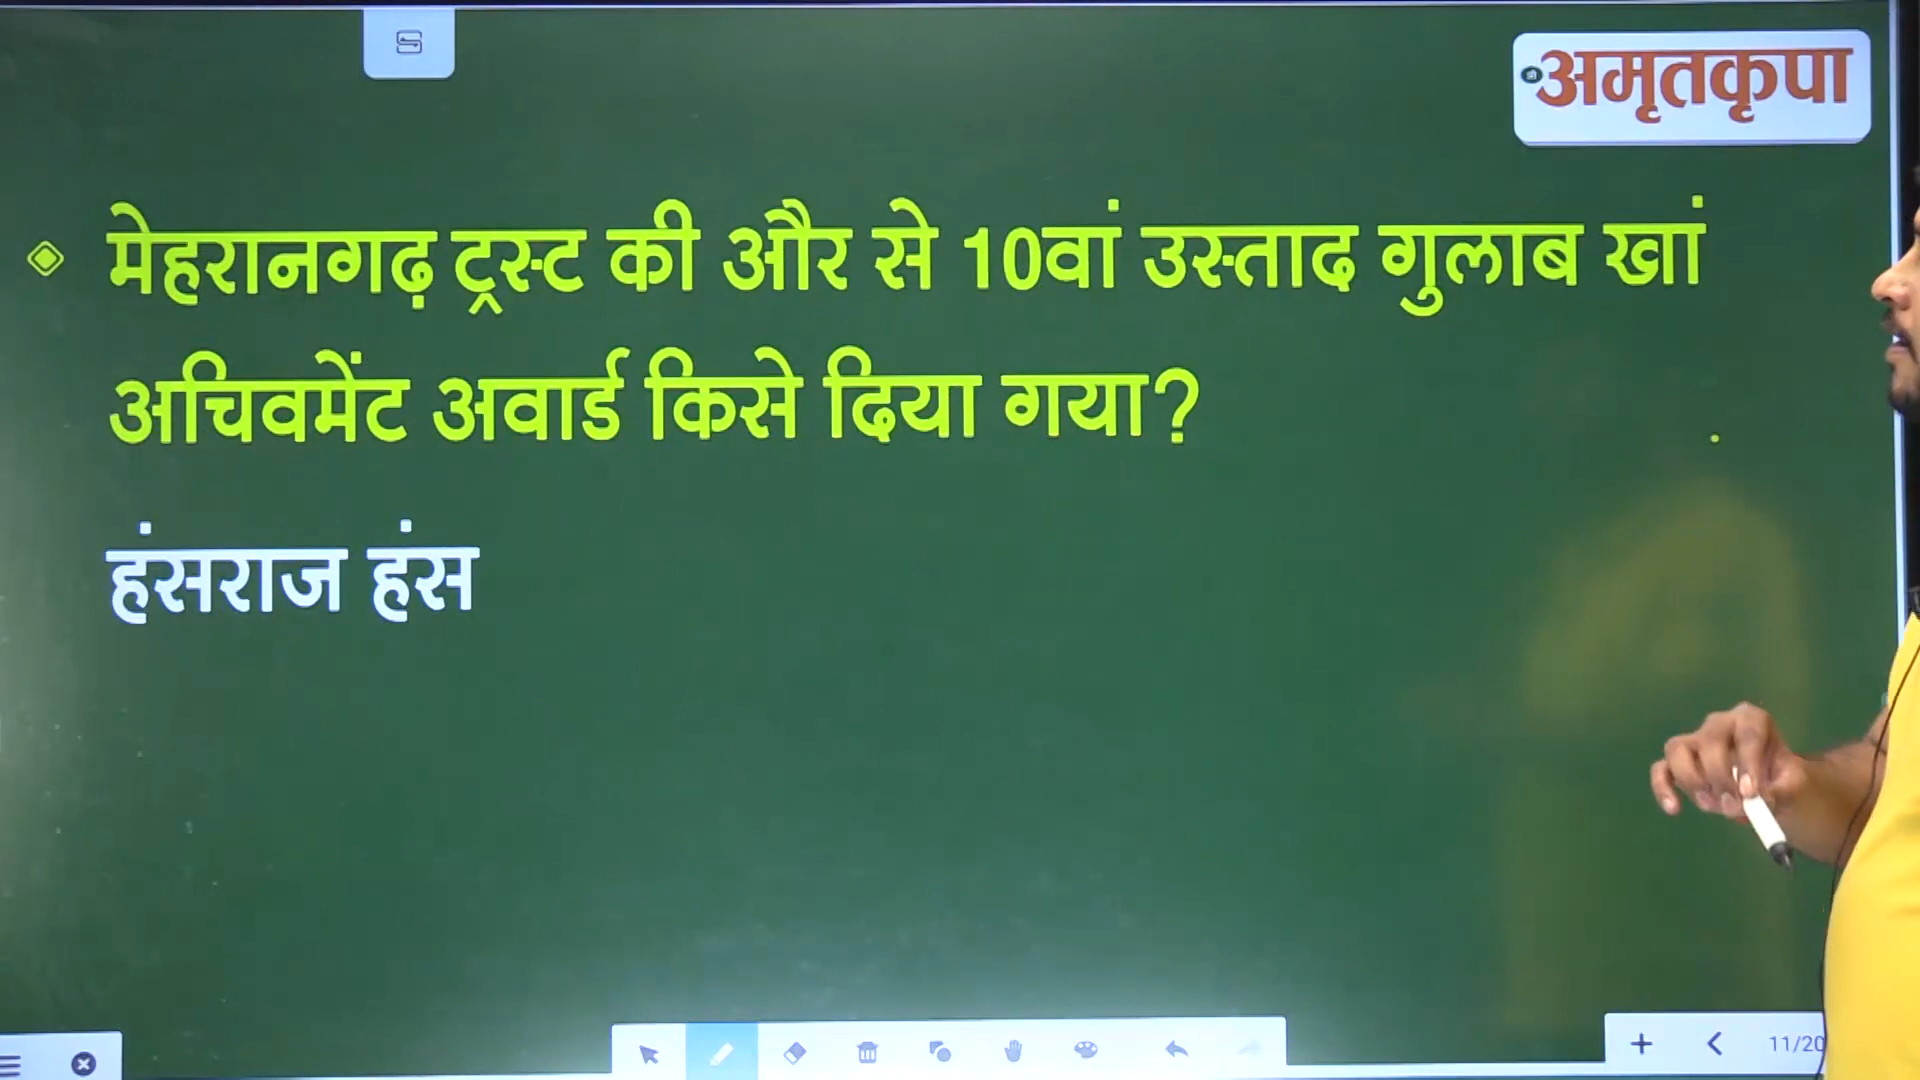 अमृतकृपा
मेहरानगढ़ ट्रस्ट की और से 10वां उस्ताद गुलाब खां
अचिवमेंट अवार्ड किसे दिया गया?
हंसराज हंस
11/20